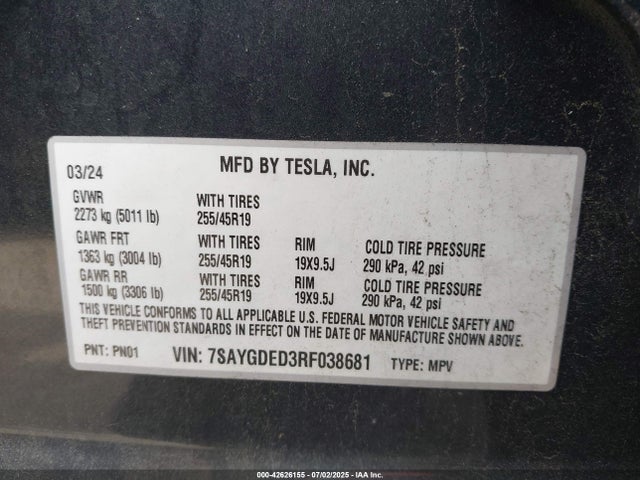 03/24 MFD BY TESLA, INC.
GVWR WITH TIRES
2273 kg (5011 lb) 255/45R19
GAWR FRT WITH TIRES RIM COLD TIRE PRESSURE
1363 kg (3004 lb) 255/45R19 19X9.5J 290 kPa, 42 psi
GAWR RR WITH TIRES RIM COLD TIRE PRESSURE
1500 kg (3306 lb) 255/45R19 19X9.5J 290 kPa, 42 psi
THIS VEHICLE CONFORMS TO ALL APPLICABLE U.S. FEDERAL MOTOR VEHICLE SAFETY AND
THEFT PREVENTION STANDARDS IN EFFECT ON THE DATE OF MANUFACTURE SHOWN ABOVE.
PNT: PN01 VIN: 7SAYGDED3RF038681 TYPE: MPV
000-42626155 - 07/02/2025 - IAA Inc.